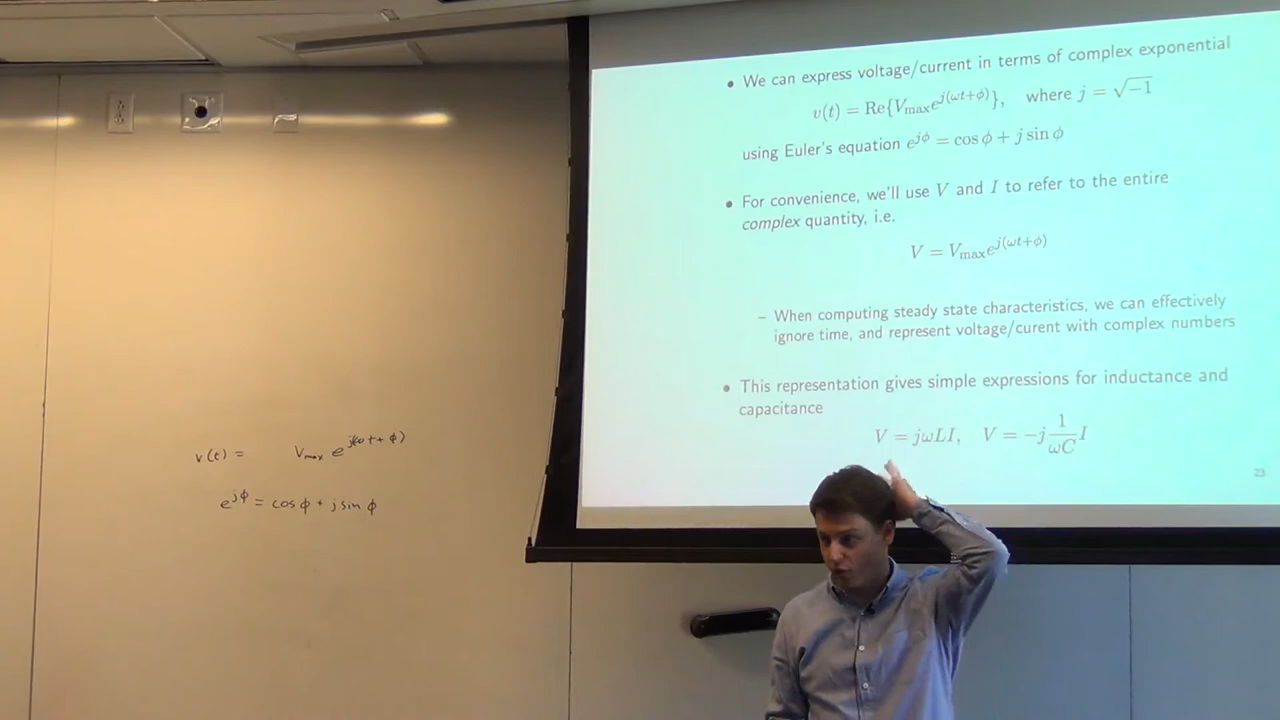 • We can express voltage/current in terms of complex exponential
v(t) = Re{V_max e^{j(ωt+φ)}}, where j = √−1
using Euler's equation e^{jφ} = cos φ + j sin φ
• For convenience, we'll use V and I to refer to the entire
complex quantity, i.e.
V = V_max e^{j(ωt+φ)}
– When computing steady state characteristics, we can effectively
ignore time, and represent voltage/curent with complex numbers
• This representation gives simple expressions for inductance and
capacitance
V = jωLI, V = −j 1/ωC I
23
v(t) = V_max e^{j(ωt+φ)}
e^{jφ} = cos φ + j sin φ